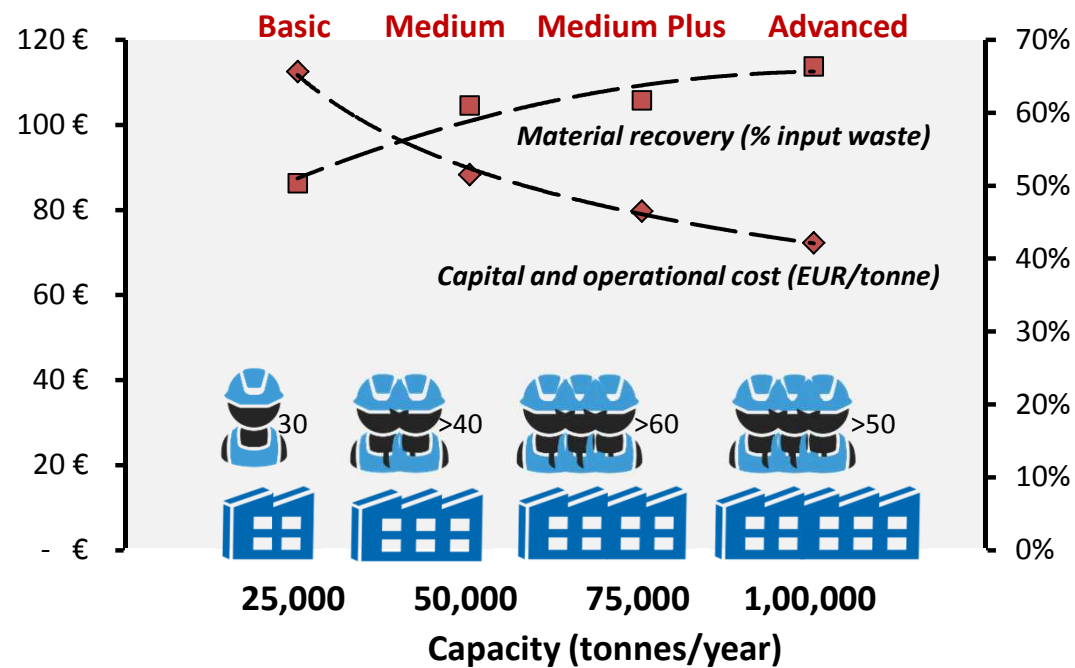 Basic Medium Medium Plus Advanced
120 € 70%
100 € 60%
80 € 50%
60 € 40%
40 € 30%
20 € 20%
- € 10%
0%
Material recovery (% input waste)
Capital and operational cost (EUR/tonne)
30 >40 >60 >50
25,000 50,000 75,000 1,00,000
Capacity (tonnes/year)